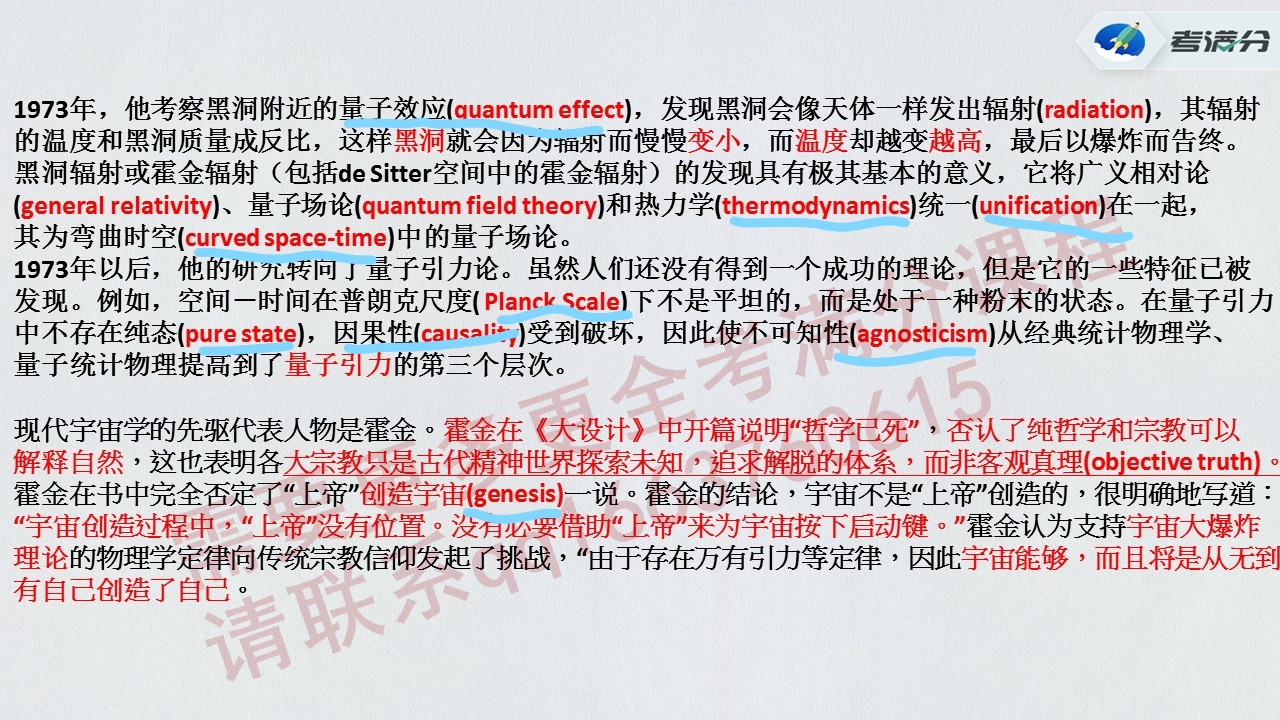 考满分
1973年，他考察黑洞附近的量子效应(quantum effect)，发现黑洞会像天体一样发出辐射(radiation)，其辐射
的温度和黑洞质量成反比，这样黑洞就会因为辐射而慢慢变小，而温度却越变越高，最后以爆炸而告终。
黑洞辐射或霍金辐射（包括de Sitter空间中的霍金辐射）的发现具有极其基本的意义，它将广义相对论
(general relativity)、量子场论(quantum field theory)和热力学(thermodynamics)统一(unification)在一起，
其为弯曲时空(curved space-time)中的量子场论。
1973年以后，他的研究转向了量子引力论。虽然人们还没有得到一个成功的理论，但是它的一些特征已被
发现。例如，空间－时间在普朗克尺度( Planck Scale)下不是平坦的，而是处于一种粉末的状态。在量子引力
中不存在纯态(pure state)，因果性(causality)受到破坏，因此使不可知性(agnosticism)从经典统计物理学、
量子统计物理提高到了量子引力的第三个层次。
现代宇宙学的先驱代表人物是霍金。霍金在《大设计》中开篇说明“哲学已死”，否认了纯哲学和宗教可以
解释自然，这也表明各大宗教只是古代精神世界探索未知，追求解脱的体系，而非客观真理(objective truth)。
霍金在书中完全否定了“上帝”创造宇宙(genesis)一说。霍金的结论，宇宙不是“上帝”创造的，很明确地写道：
“宇宙创造过程中，“上帝”没有位置。没有必要借助“上帝”来为宇宙按下启动键。”霍金认为支持宇宙大爆炸
理论的物理学定律向传统宗教信仰发起了挑战，“由于存在万有引力等定律，因此宇宙能够，而且将是从无到
有自己创造了自己。
需要更多更全考满分课程
请联系qq1603760615